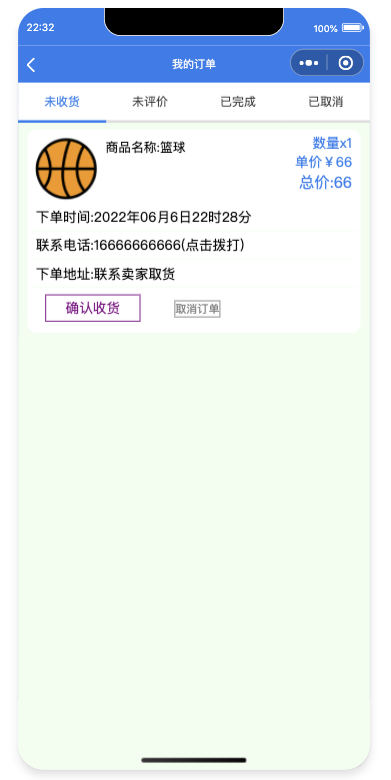 22:32
100%
我的订单
未收货 未评价 已完成 已取消
商品名称:篮球
数量x1
单价￥66
总价:66
下单时间:2022年06月6日22时28分
联系电话:16666666666(点击拨打)
下单地址:联系卖家取货
确认收货 取消订单